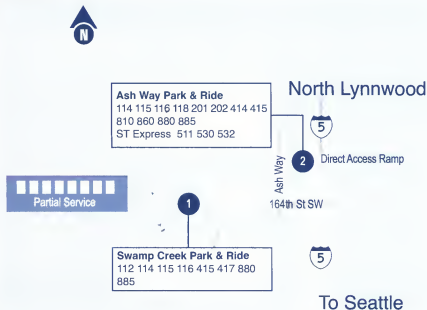 N
Ash Way Park & Ride
114 115 116 118 201 202 414 415
810 860 880 885
ST Express 511 530 532
North Lynnwood
5
2
Direct Access Ramp
Ash Way
164th St SW
Partial Service
1
Swamp Creek Park & Ride
112 114 115 116 415 417 880
885
5
To Seattle